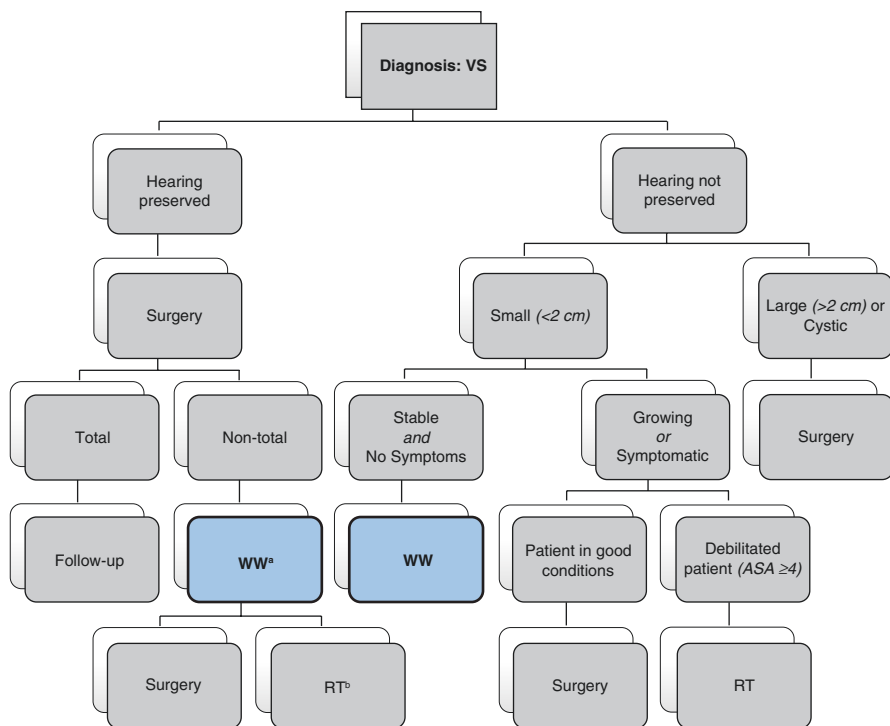 Diagnosis: VS
Hearing
preserved
Hearing not
preserved
Surgery
Small (<2 cm)
Large (>2 cm) or
Cystic
Total
Non-total
Stable
and
No Symptoms
Growing
or
Symptomatic
Surgery
Follow-up
WWᵃ
WW
Patient in good
conditions
Debilitated
patient (ASA ≥4)
Surgery
RTᵇ
Surgery
RT